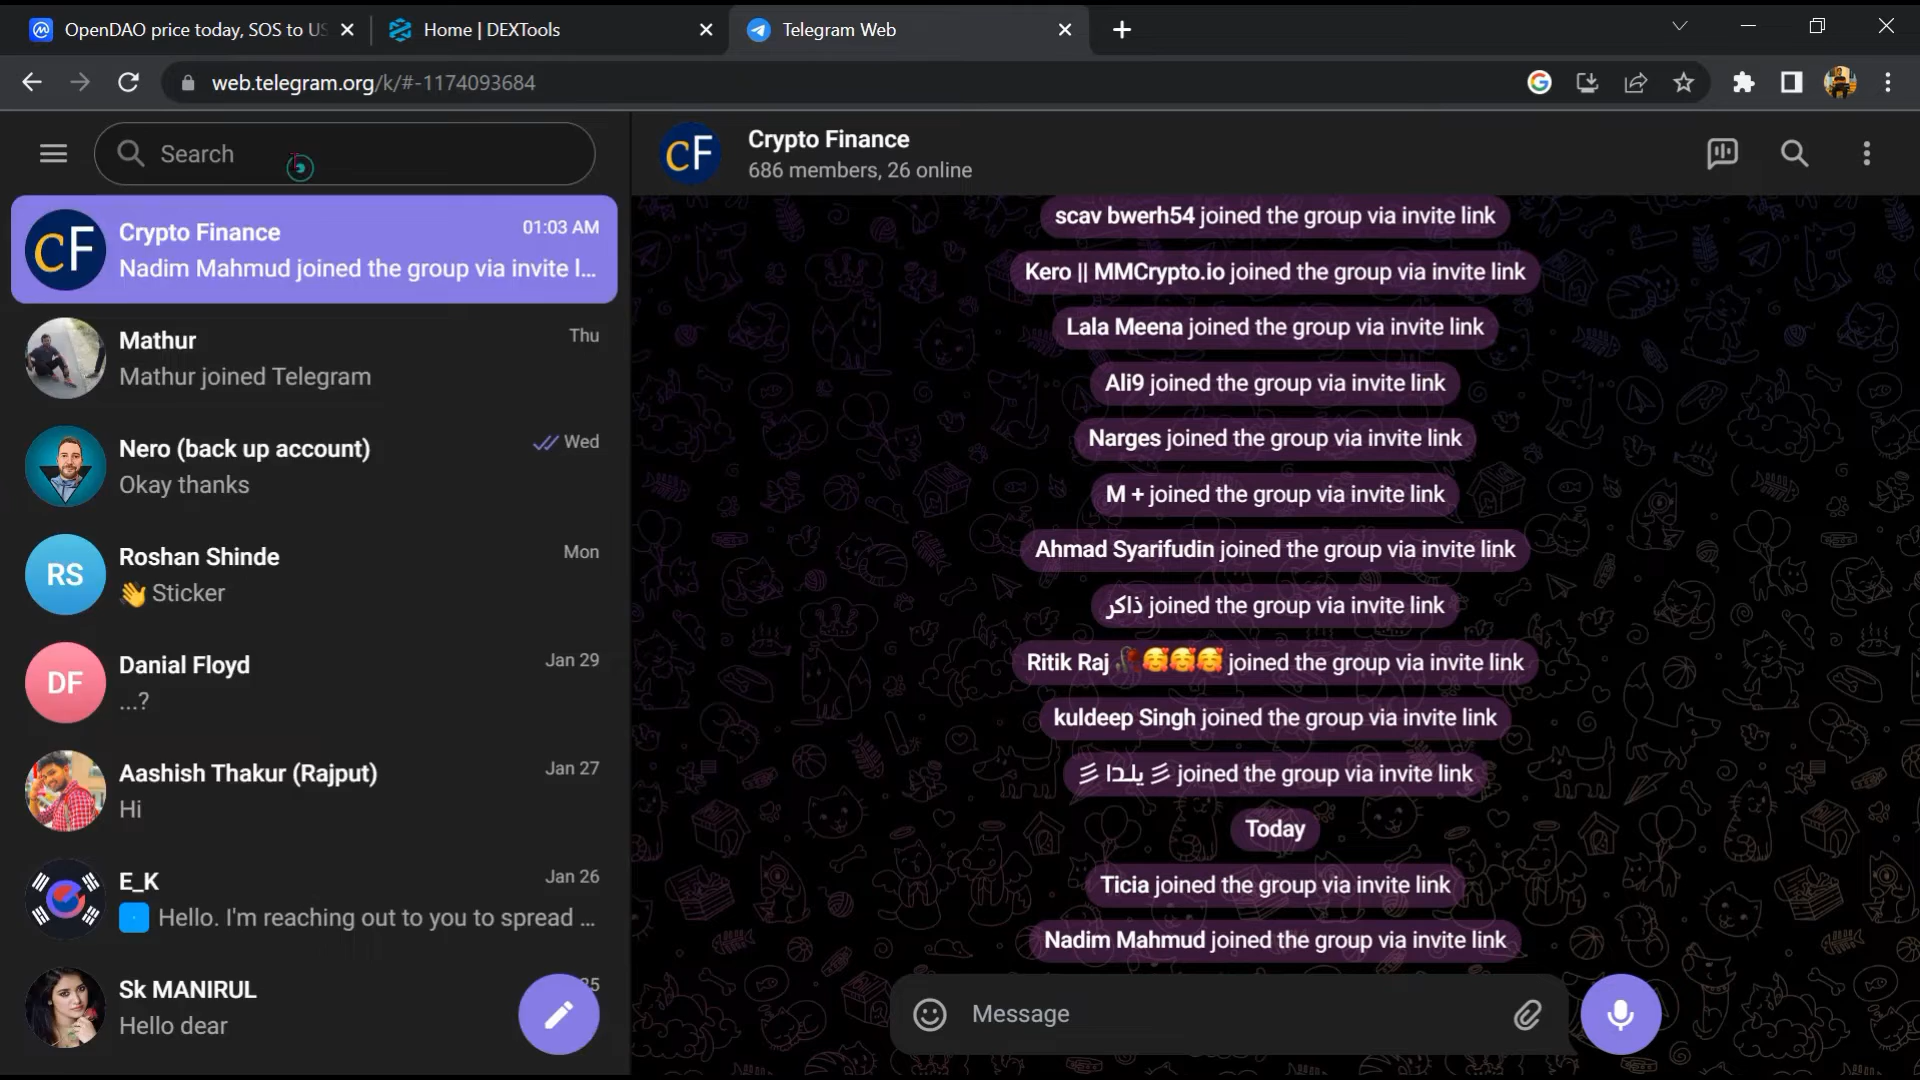 OpenDAO price today, SOS to US
Home | DEXTools
Telegram Web
web.telegram.org/k/#-1174093684
Search
CF
Crypto Finance
01:03 AM
Nadim Mahmud joined the group via invite l...
Mathur
Thu
Mathur joined Telegram
Nero (back up account)
Wed
Okay thanks
RS
Roshan Shinde
Mon
👋 Sticker
DF
Danial Floyd
Jan 29
...?
Aashish Thakur (Rajput)
Jan 27
Hi
E_K
Jan 26
Hello. I'm reaching out to you to spread ...
Sk MANIRUL
25
Hello dear
CF
Crypto Finance
686 members, 26 online
scav bwerh54 joined the group via invite link
Kero || MMCrypto.io joined the group via invite link
Lala Meena joined the group via invite link
Ali9 joined the group via invite link
Narges joined the group via invite link
M + joined the group via invite link
Ahmad Syarifudin joined the group via invite link
ذاكر joined the group via invite link
Ritik Raj 🥀🥰🥰🥰 joined the group via invite link
kuldeep Singh joined the group via invite link
彡 يلدا 彡 joined the group via invite link
Today
Ticia joined the group via invite link
Nadim Mahmud joined the group via invite link
Message